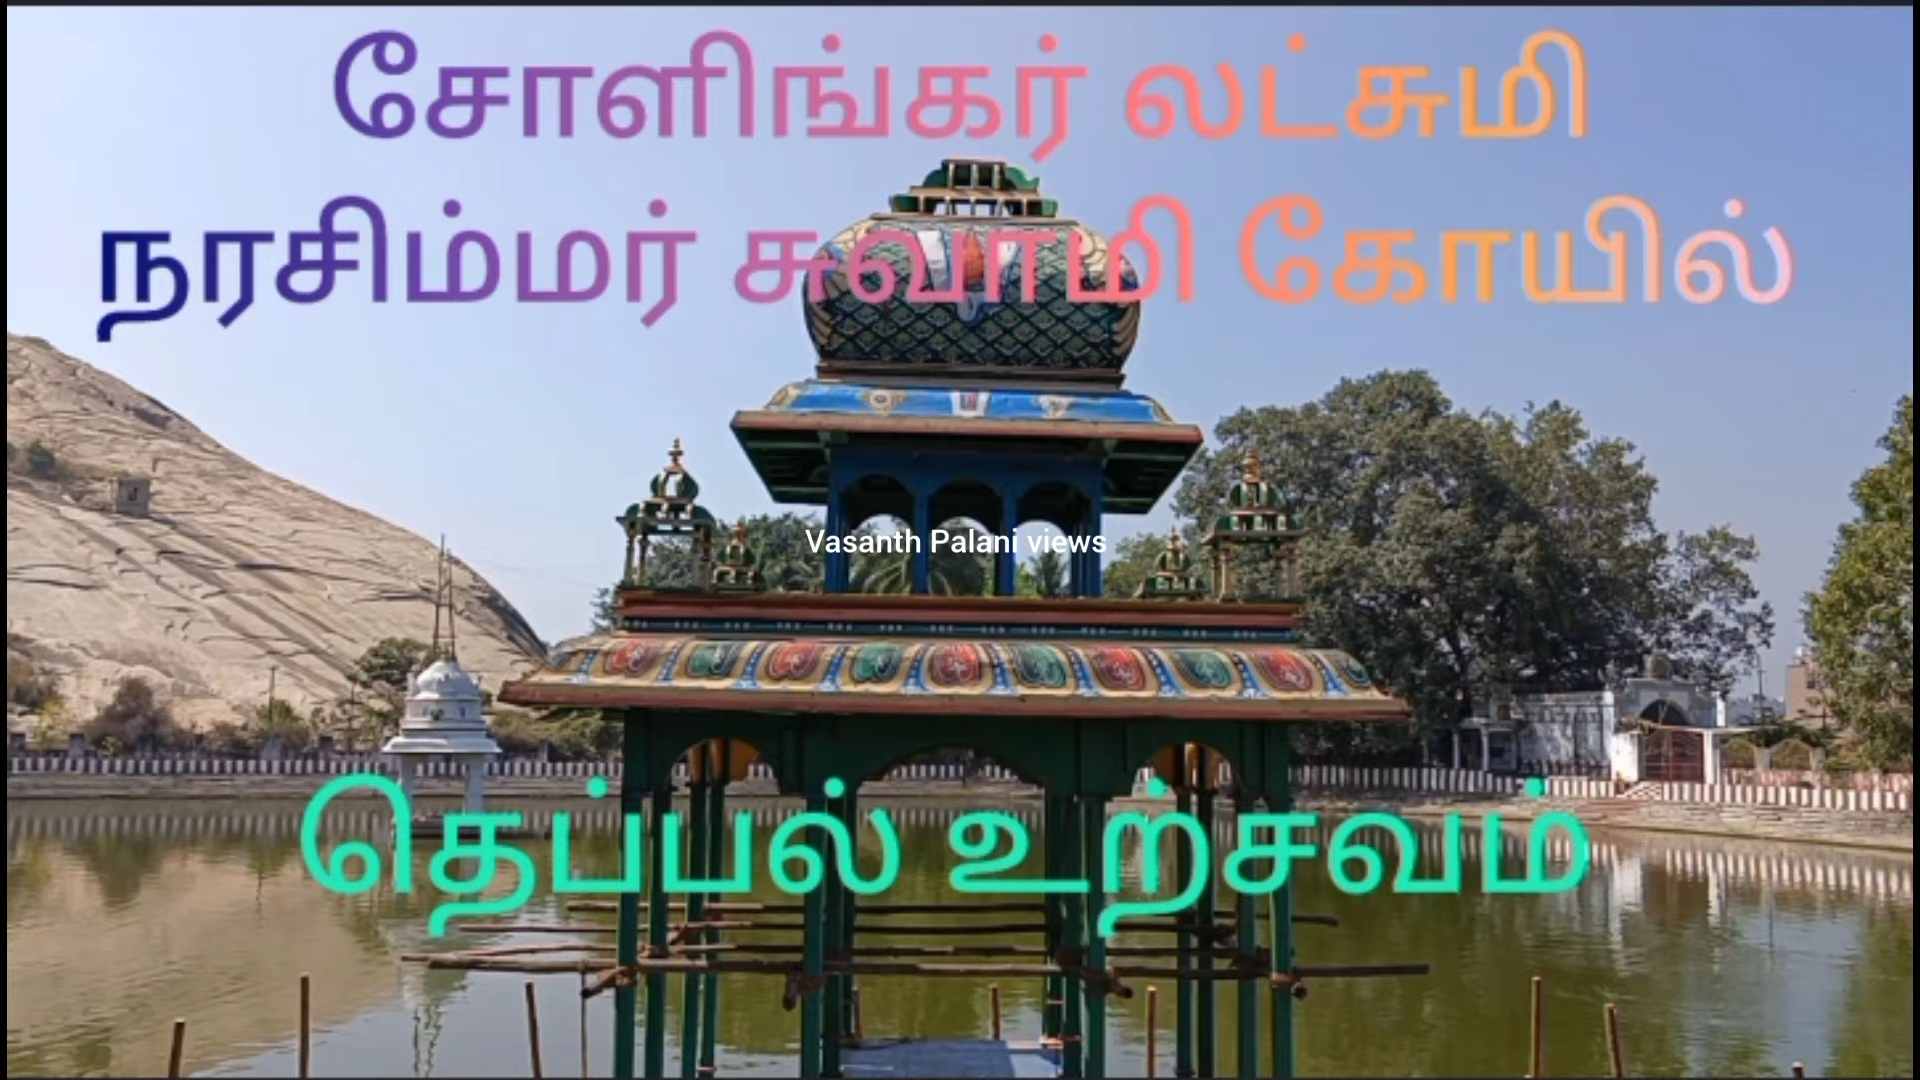 சோளிங்கர் லட்சுமி
நரசிம்மர் சுவாமி கோயில்
Vasanth Palani views
தெப்பல் உற்சவம்